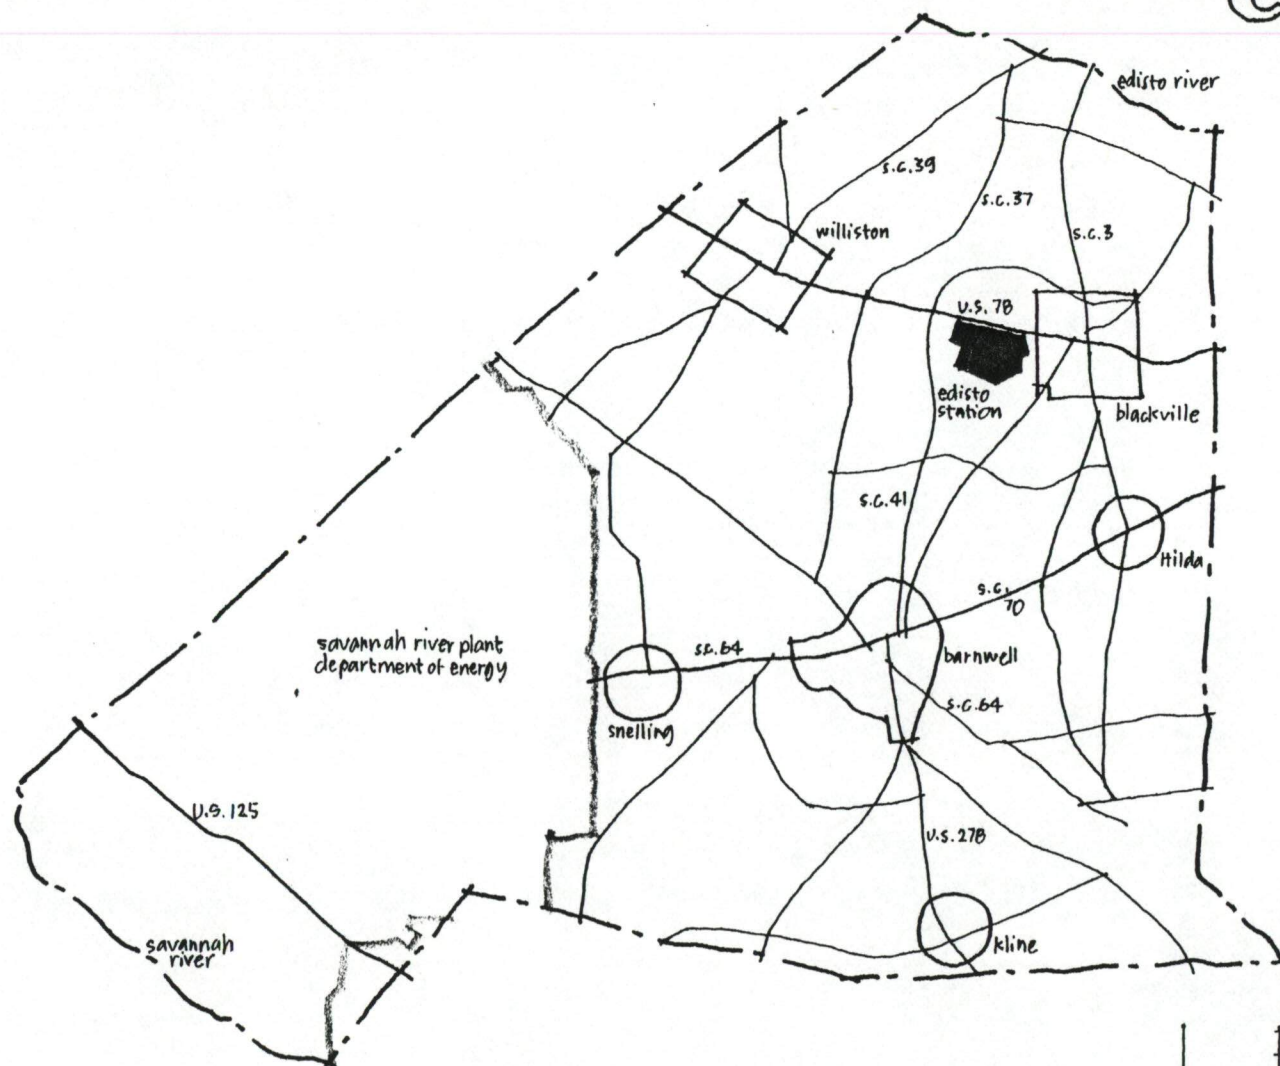 edisto river
s.c.39
s.c.37
williston
s.c.3
U.S. 78
edisto
station
blackville
s.c.41
Hilda
s.c.
70
savannah river plant
department of energy
s.c.64
barnwell
s.c.64
snelling
U.S.125
U.S.278
savannah
river
kline